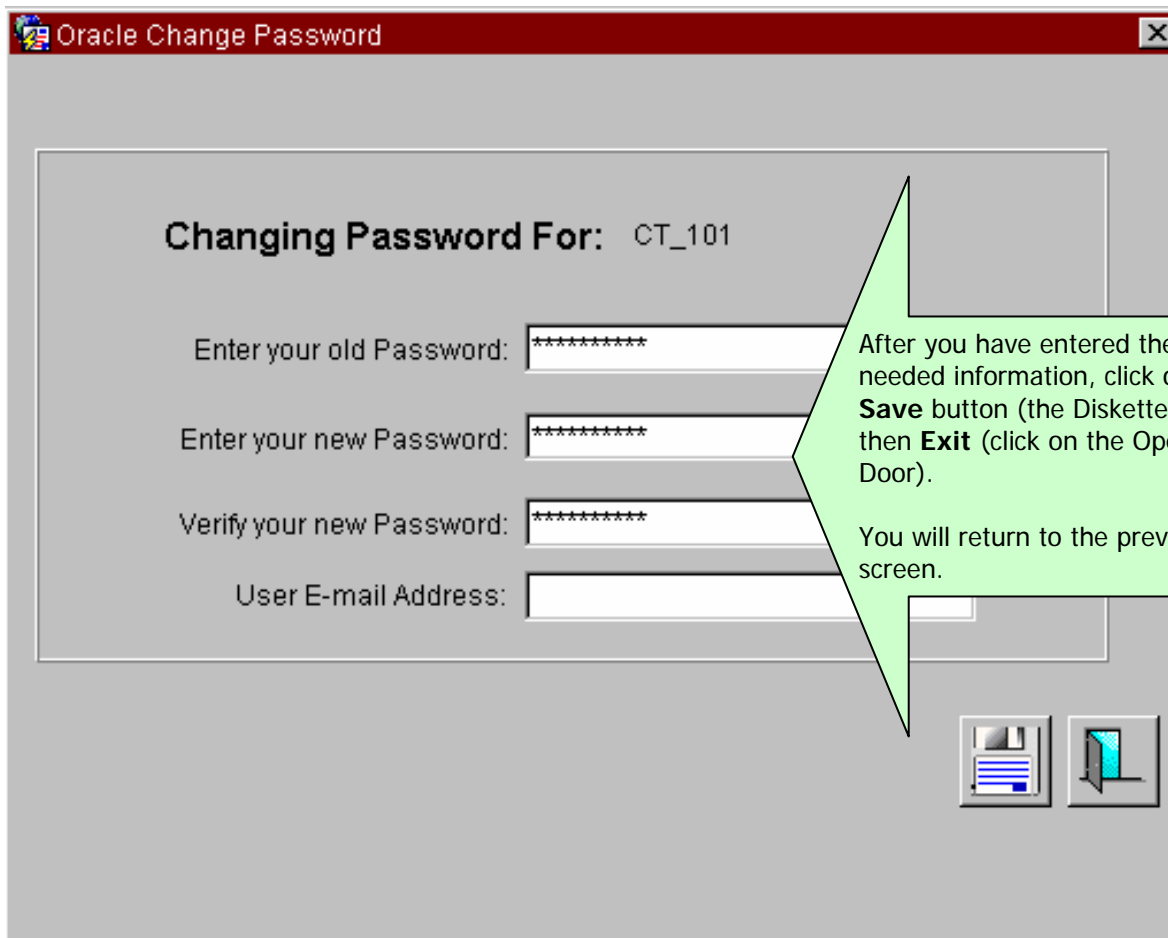 Oracle Change Password
Changing Password For: CT_101
Enter your old Password: **********
Enter your new Password: **********
Verify your new Password: **********
User E-mail Address:
After you have entered the
needed information, click
Save button (the Diskette
then Exit (click on the
Door).
You will return to the
screen.